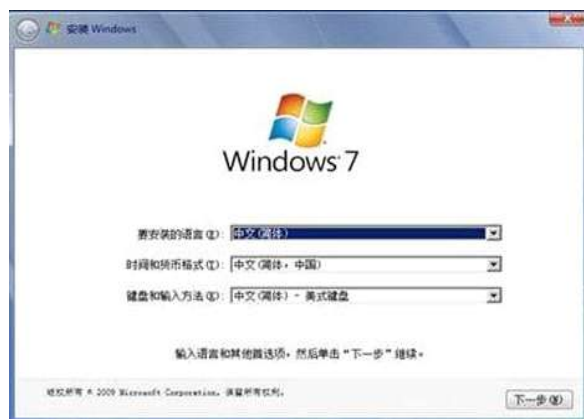 安装 Windows
Windows 7
要安装的语言(E): 中文(简体)
时间和货币格式(T): 中文(简体，中国)
键盘和输入方法(K): 中文(简体) - 美式键盘
输入语言和其他首选项，然后单击“下一步”继续。
版权所有 © 2009 Microsoft Corporation。保留所有权利。
下一步(N)